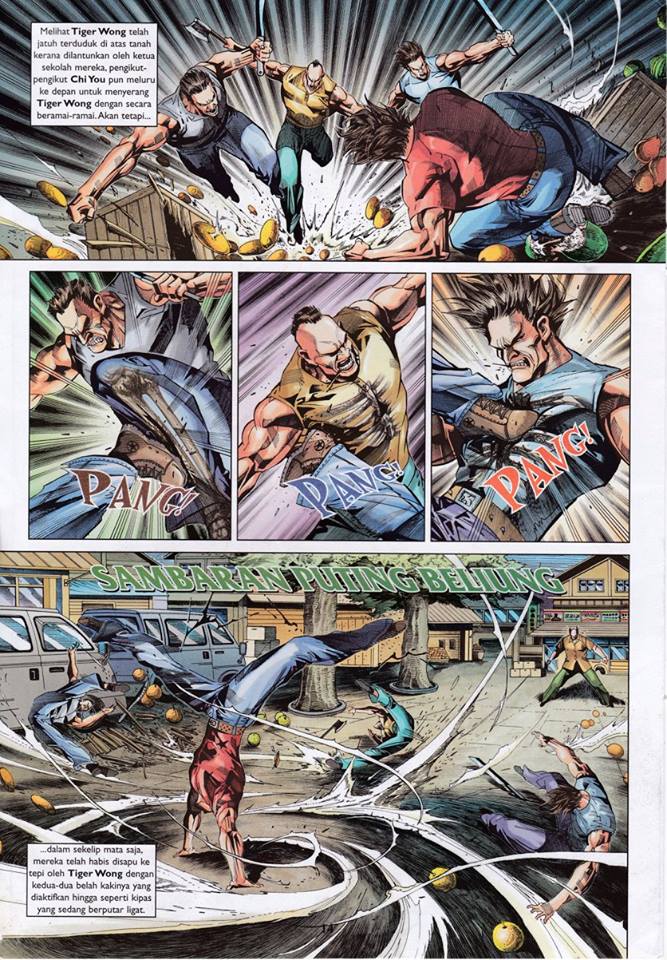 Melihat Tiger Wong telah
jatuh terduduk di atas tanah
kerana dilantunkan oleh ketua
sekolah mereka, pengikut-
pengikut Chi You pun meluru
ke depan untuk menyerang
Tiger Wong dengan secara
beramai-ramai. Akan tetapi...
PANG!
PANG!
PANG!
SAMBARAN PUTING BELIUNG
...dalam sekelip mata saja,
mereka telah habis disapu ke
tepi oleh Tiger Wong dengan
kedua-dua belah kakinya yang
diaktifkan hingga seperti kipas
yang sedang berputar ligat.
14